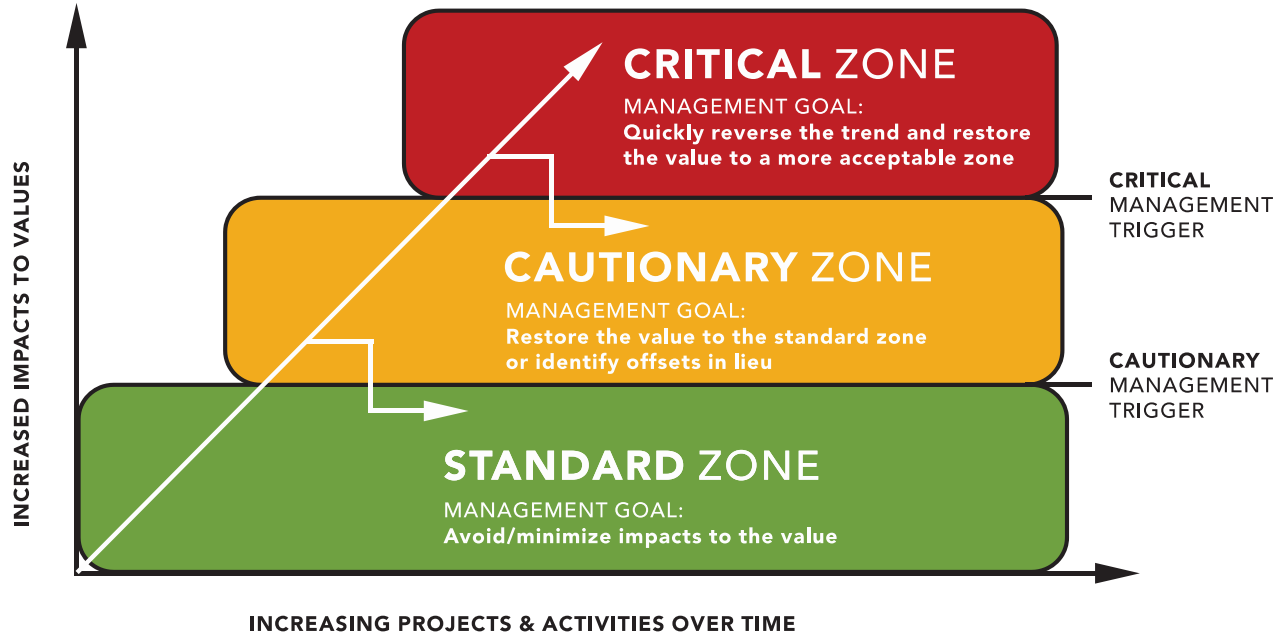 CRITICAL ZONE
MANAGEMENT GOAL:
Quickly reverse the trend and restore
the value to a more acceptable zone
CRITICAL
MANAGEMENT
TRIGGER
CAUTIONARY ZONE
MANAGEMENT GOAL:
Restore the value to the standard zone
or identify offsets in lieu
CAUTIONARY
MANAGEMENT
TRIGGER
STANDARD ZONE
MANAGEMENT GOAL:
Avoid/minimize impacts to the value
INCREASED IMPACTS TO VALUES
INCREASING PROJECTS & ACTIVITIES OVER TIME